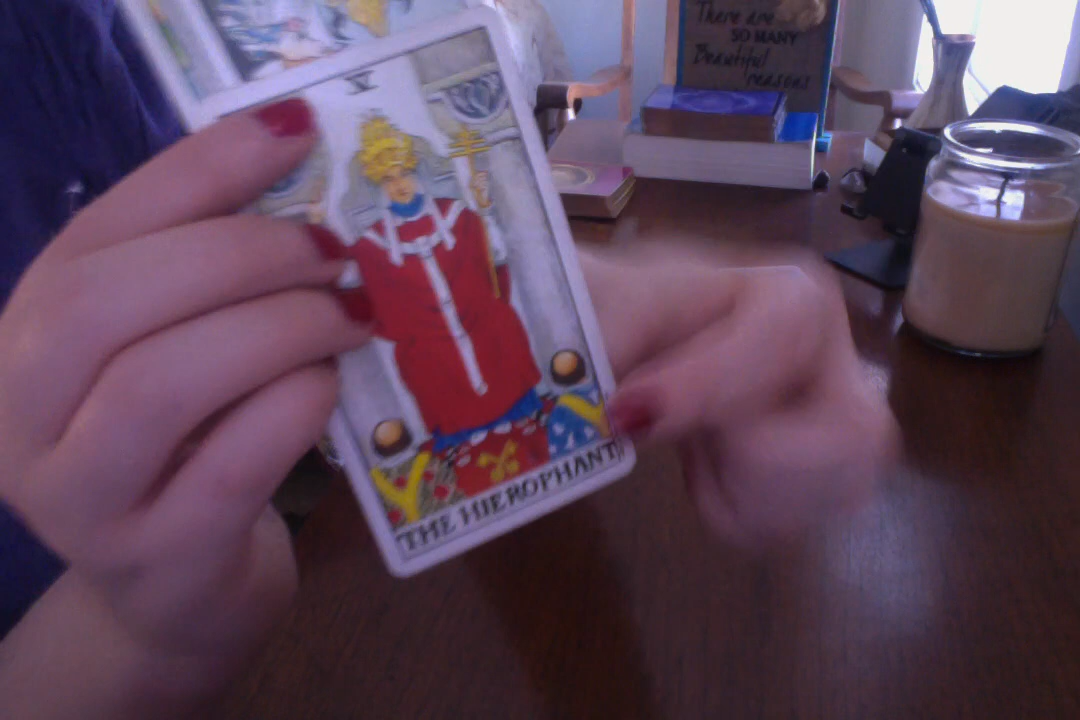 There are
SO MANY
Beautiful
reasons
V
THE HIEROPHANT